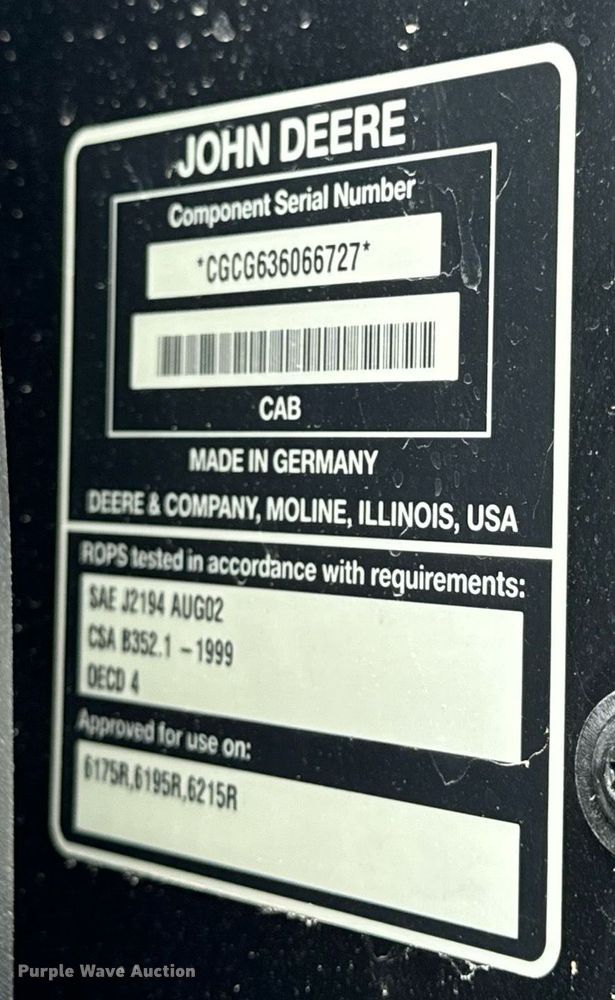 JOHN DEERE
Component Serial Number
*CGCG636066727*
CAB
MADE IN GERMANY
DEERE & COMPANY, MOLINE, ILLINOIS, USA
ROPS tested in accordance with requirements:
SAE J2194 AUG02
CSA B352.1 - 1999
OECD 4
Approved for use on:
6175R,6195R,6215R
Purple Wave Auction